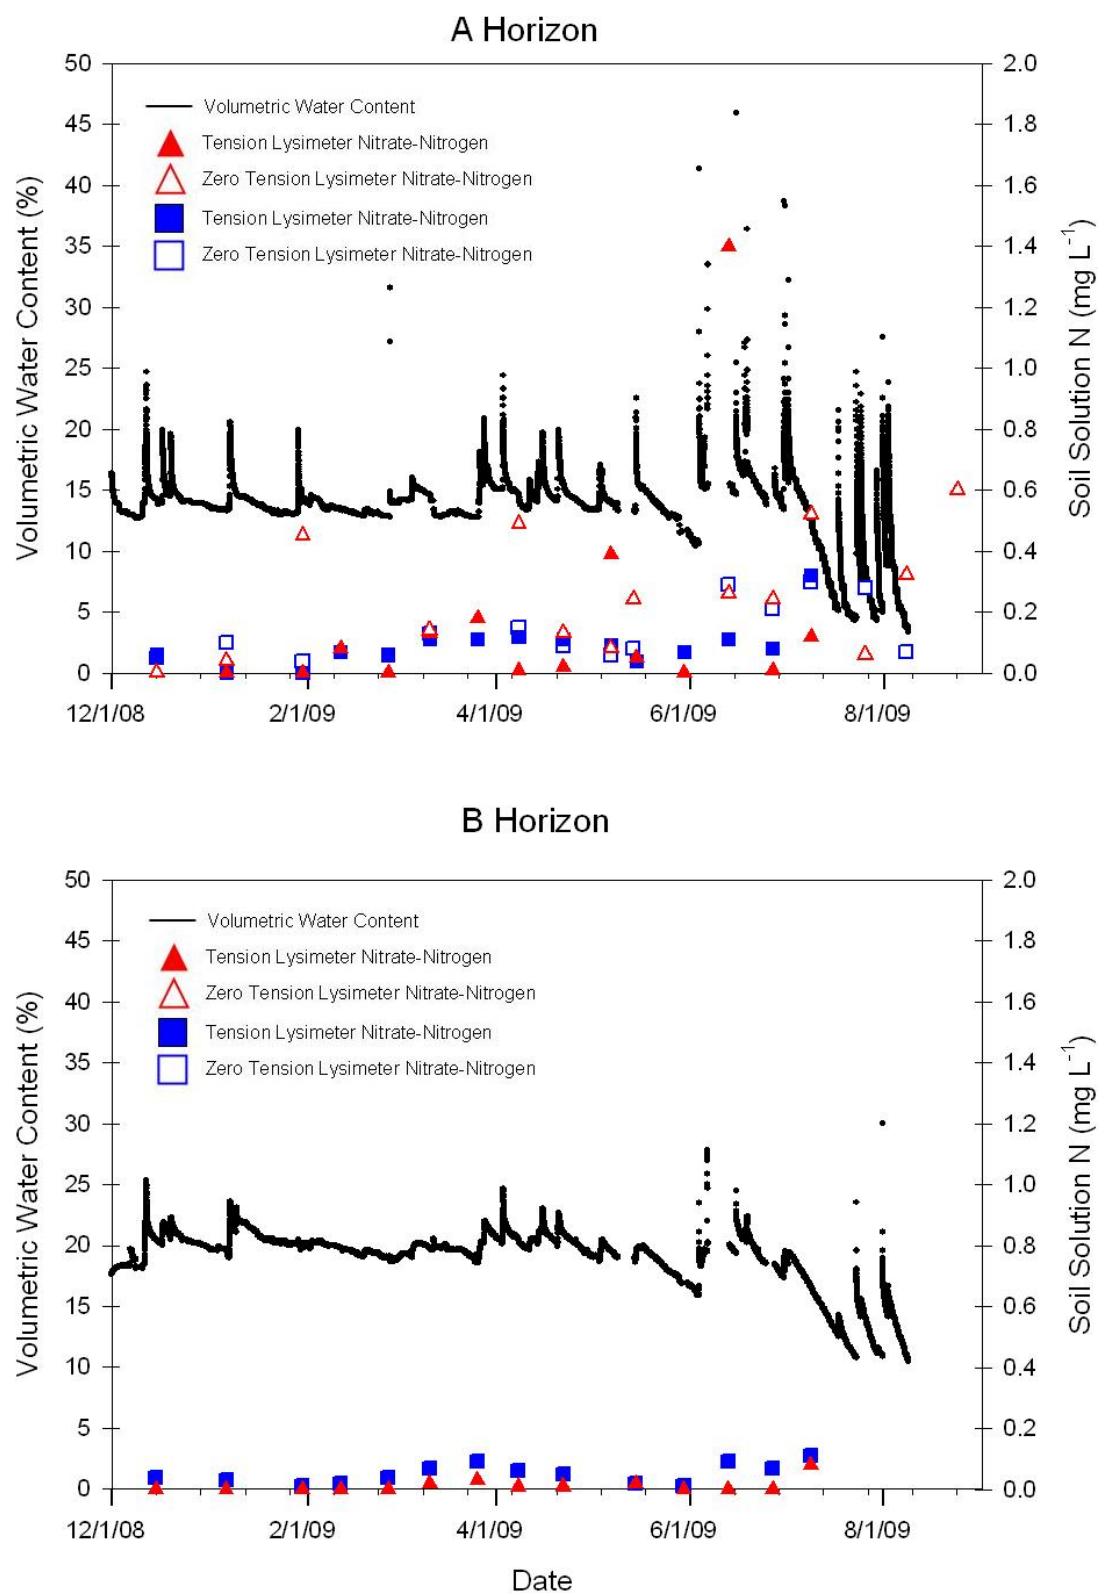 A Horizon
50
45
40
35
30
25
20
15
10
5
0
Volumetric Water Content (%)
Volumetric Water Content
Tension Lysimeter Nitrate-Nitrogen
Zero Tension Lysimeter Nitrate-Nitrogen
Tension Lysimeter Nitrate-Nitrogen
Zero Tension Lysimeter Nitrate-Nitrogen
2.0
1.8
1.6
1.4
1.2
1.0
0.8
0.6
0.4
0.2
0.0
Soil Solution N (mg L⁻¹)
12/1/08 2/1/09 4/1/09 6/1/09 8/1/09
B Horizon
50
45
40
35
30
25
20
15
10
5
0
Volumetric Water Content (%)
Volumetric Water Content
Tension Lysimeter Nitrate-Nitrogen
Zero Tension Lysimeter Nitrate-Nitrogen
Tension Lysimeter Nitrate-Nitrogen
Zero Tension Lysimeter Nitrate-Nitrogen
2.0
1.8
1.6
1.4
1.2
1.0
0.8
0.6
0.4
0.2
0.0
Soil Solution N (mg L⁻¹)
12/1/08 2/1/09 4/1/09 6/1/09 8/1/09
Date